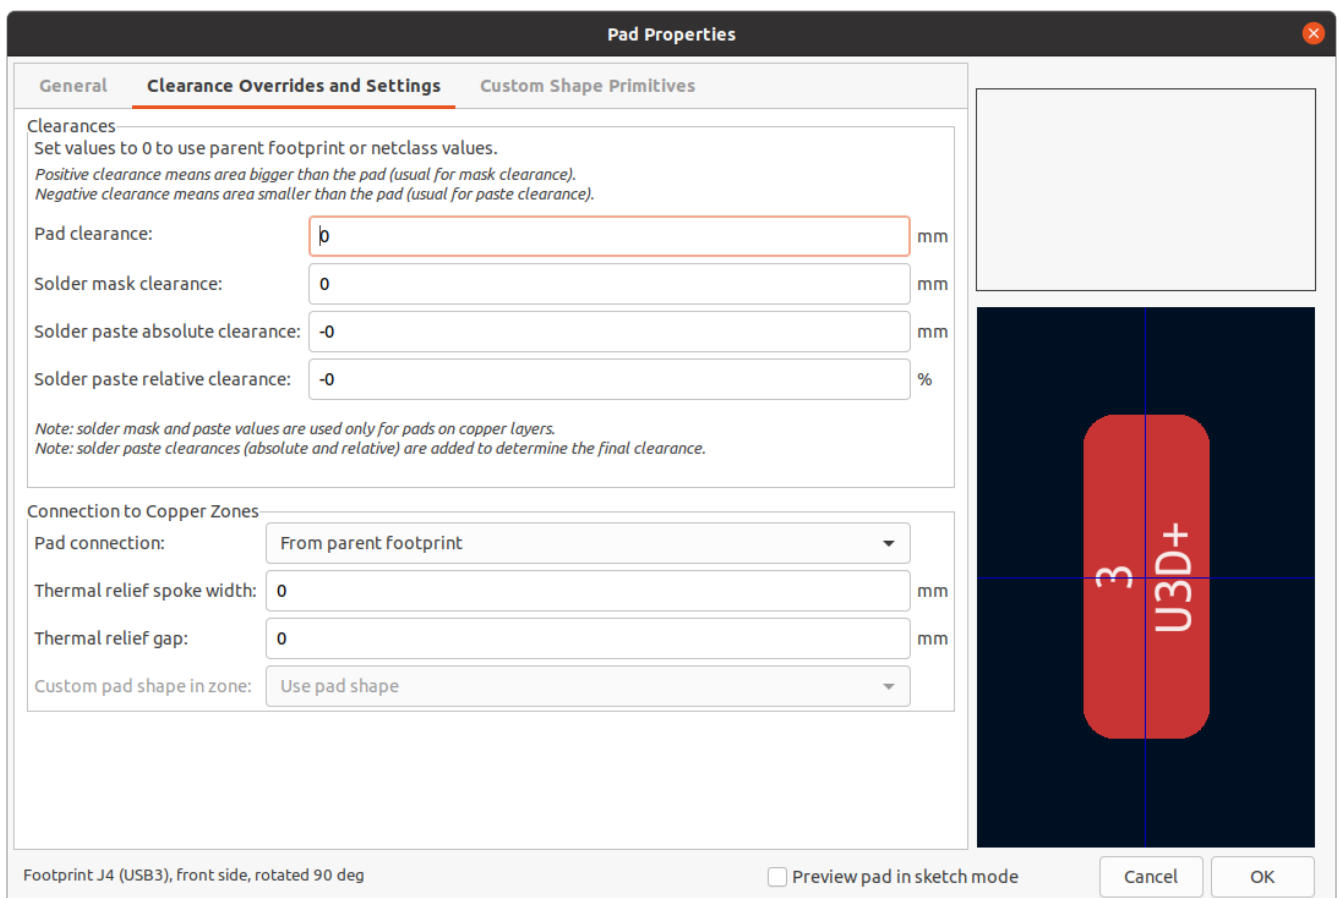 Pad Properties
General
Clearance Overrides and Settings
Custom Shape Primitives
Clearances
Set values to 0 to use parent footprint or netclass values.
Positive clearance means area bigger than the pad (usual for mask clearance).
Negative clearance means area smaller than the pad (usual for paste clearance).
Pad clearance: 0 mm
Solder mask clearance: 0 mm
Solder paste absolute clearance: -0 mm
Solder paste relative clearance: -0 %
Note: solder mask and paste values are used only for pads on copper layers.
Note: solder paste clearances (absolute and relative) are added to determine the final clearance.
Connection to Copper Zones
Pad connection: From parent footprint
Thermal relief spoke width: 0 mm
Thermal relief gap: 0 mm
Custom pad shape in zone: Use pad shape
3
U3D+
Footprint J4 (USB3), front side, rotated 90 deg
Preview pad in sketch mode
Cancel
OK